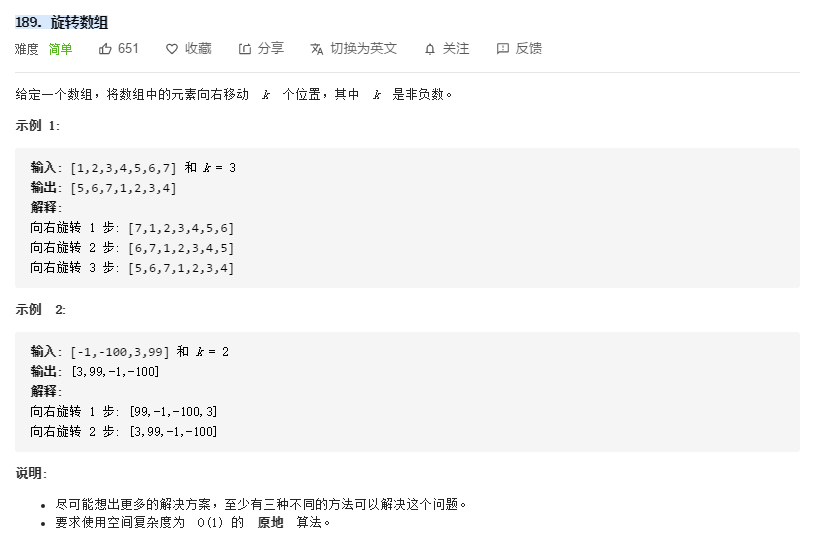 189. 旋转数组
难度 简单 651 收藏 分享 切换为英文 关注 反馈
给定一个数组，将数组中的元素向右移动 k 个位置，其中 k 是非负数。
示例 1:
输入: [1,2,3,4,5,6,7] 和 k = 3
输出: [5,6,7,1,2,3,4]
解释:
向右旋转 1 步: [7,1,2,3,4,5,6]
向右旋转 2 步: [6,7,1,2,3,4,5]
向右旋转 3 步: [5,6,7,1,2,3,4]
示例 2:
输入: [-1,-100,3,99] 和 k = 2
输出: [3,99,-1,-100]
解释:
向右旋转 1 步: [99,-1,-100,3]
向右旋转 2 步: [3,99,-1,-100]
说明:
• 尽可能想出更多的解决方案，至少有三种不同的方法可以解决这个问题。
• 要求使用空间复杂度为 O(1) 的 原地 算法。